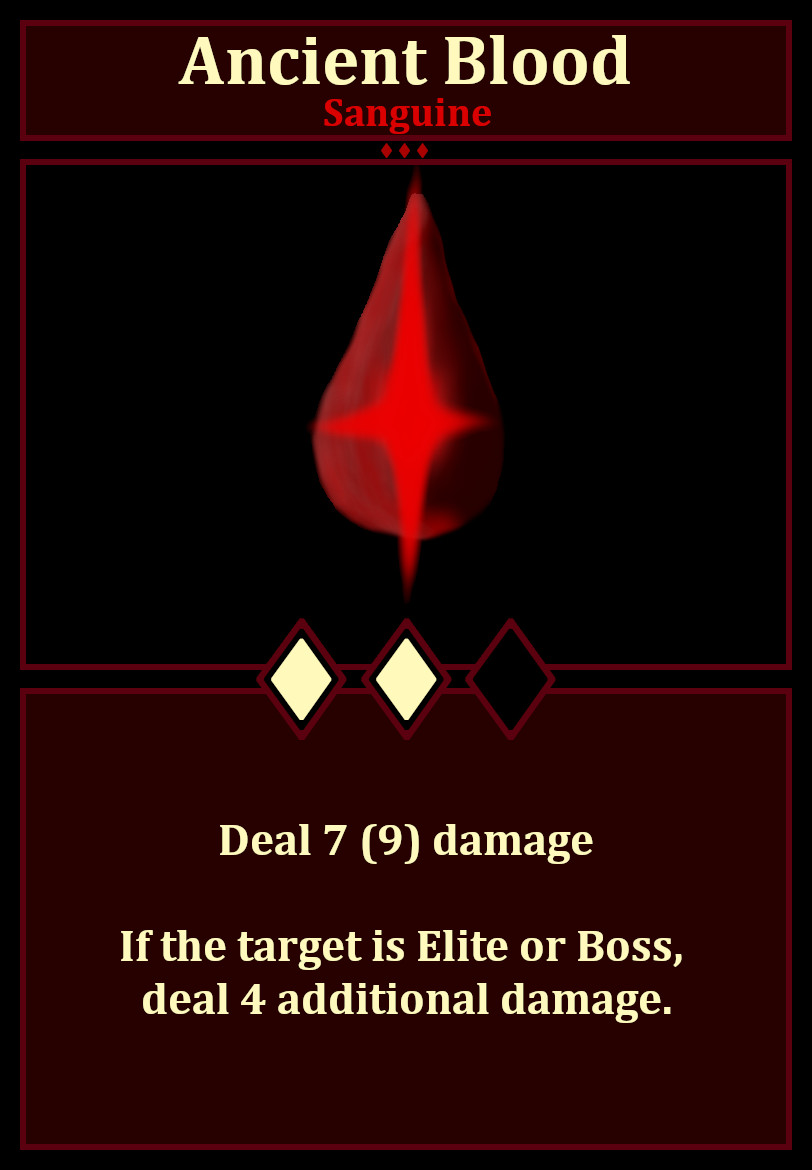 Ancient Blood
Sanguine
Deal 7 (9) damage
If the target is Elite or Boss,
deal 4 additional damage.